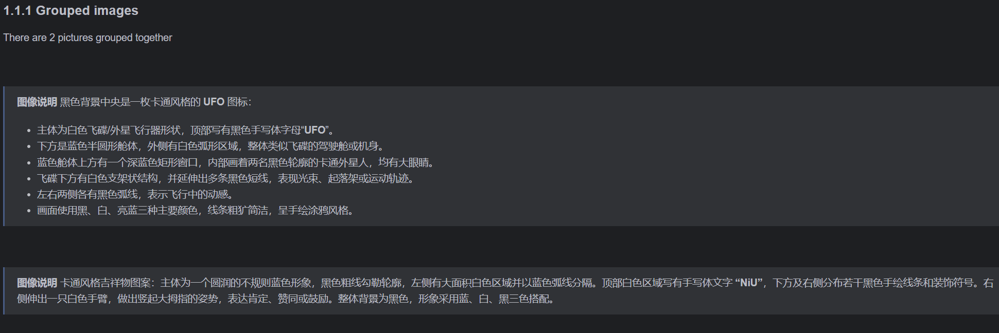 1.1.1 Grouped images
There are 2 pictures grouped together
图像说明 黑色背景中央是一枚卡通风格的 UFO 图标：
• 主体为白色飞碟/外星飞行器形状，顶部写有黑色手写体字母“UFO”。
• 下方是蓝色半圆形舱体，外侧有白色弧形区域，整体类似飞碟的驾驶舱或机身。
• 蓝色舱体上方有一个深蓝色矩形窗口，内部画着两名黑色轮廓的卡通外星人，均有大眼睛。
• 飞碟下方有白色支架状结构，并延伸出多条黑色短线，表现光束、起落架或运动轨迹。
• 左右两侧各有黑色弧线，表示飞行中的动感。
• 画面使用黑、白、亮蓝三种主要颜色，线条粗犷简洁，呈手绘涂鸦风格。
图像说明 卡通风格吉祥物图案：主体为一个圆润的不规则蓝色形象，黑色粗线勾勒轮廓，左侧有大面积白色区域并以蓝色弧线分隔。顶部白色区域写有手写体文字 “NiU”，下方及右侧分布若干黑色手绘线条和装饰符号。右
侧伸出一只白色手臂，做出竖起大拇指的姿势，表达肯定、赞同或鼓励。整体背景为黑色，形象采用蓝、白、黑三色搭配。